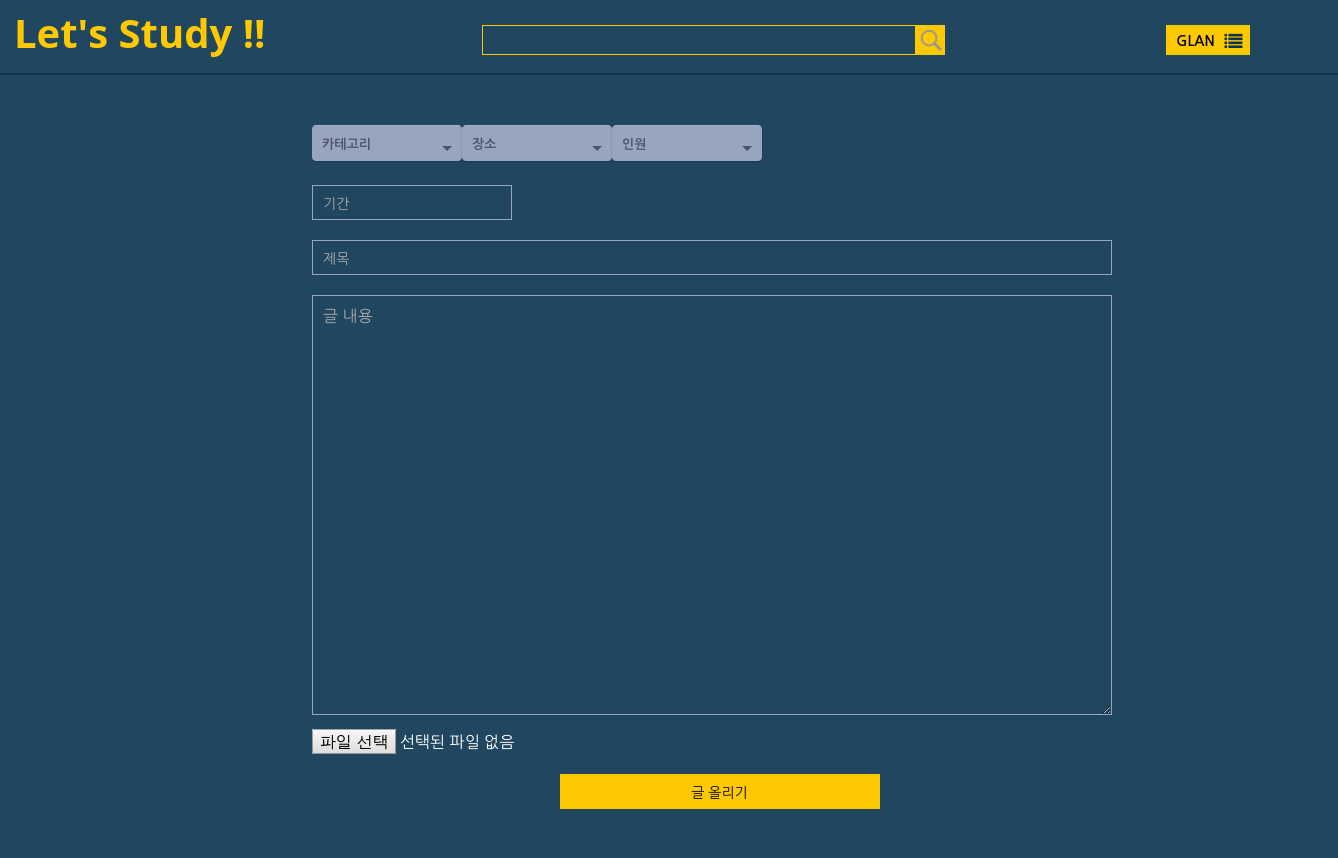 Let's Study !!
GLAN
카테고리 장소 인원
기간
제목
글 내용
파일 선택 선택된 파일 없음
글 올리기